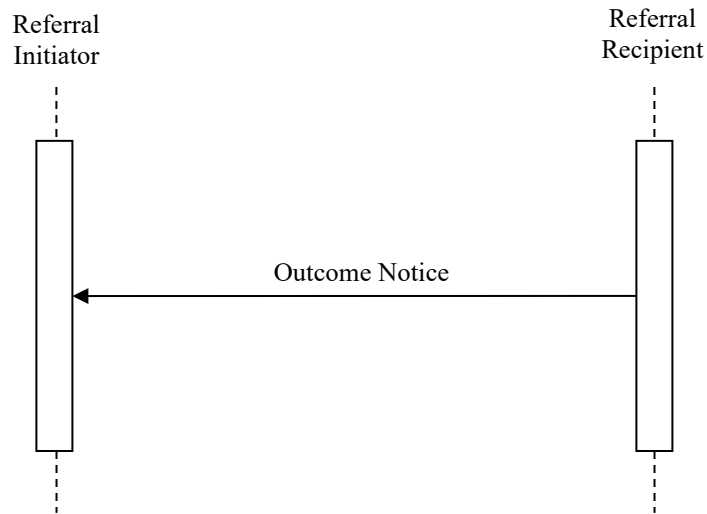 Referral
Initiator
Referral
Recipient
Outcome Notice